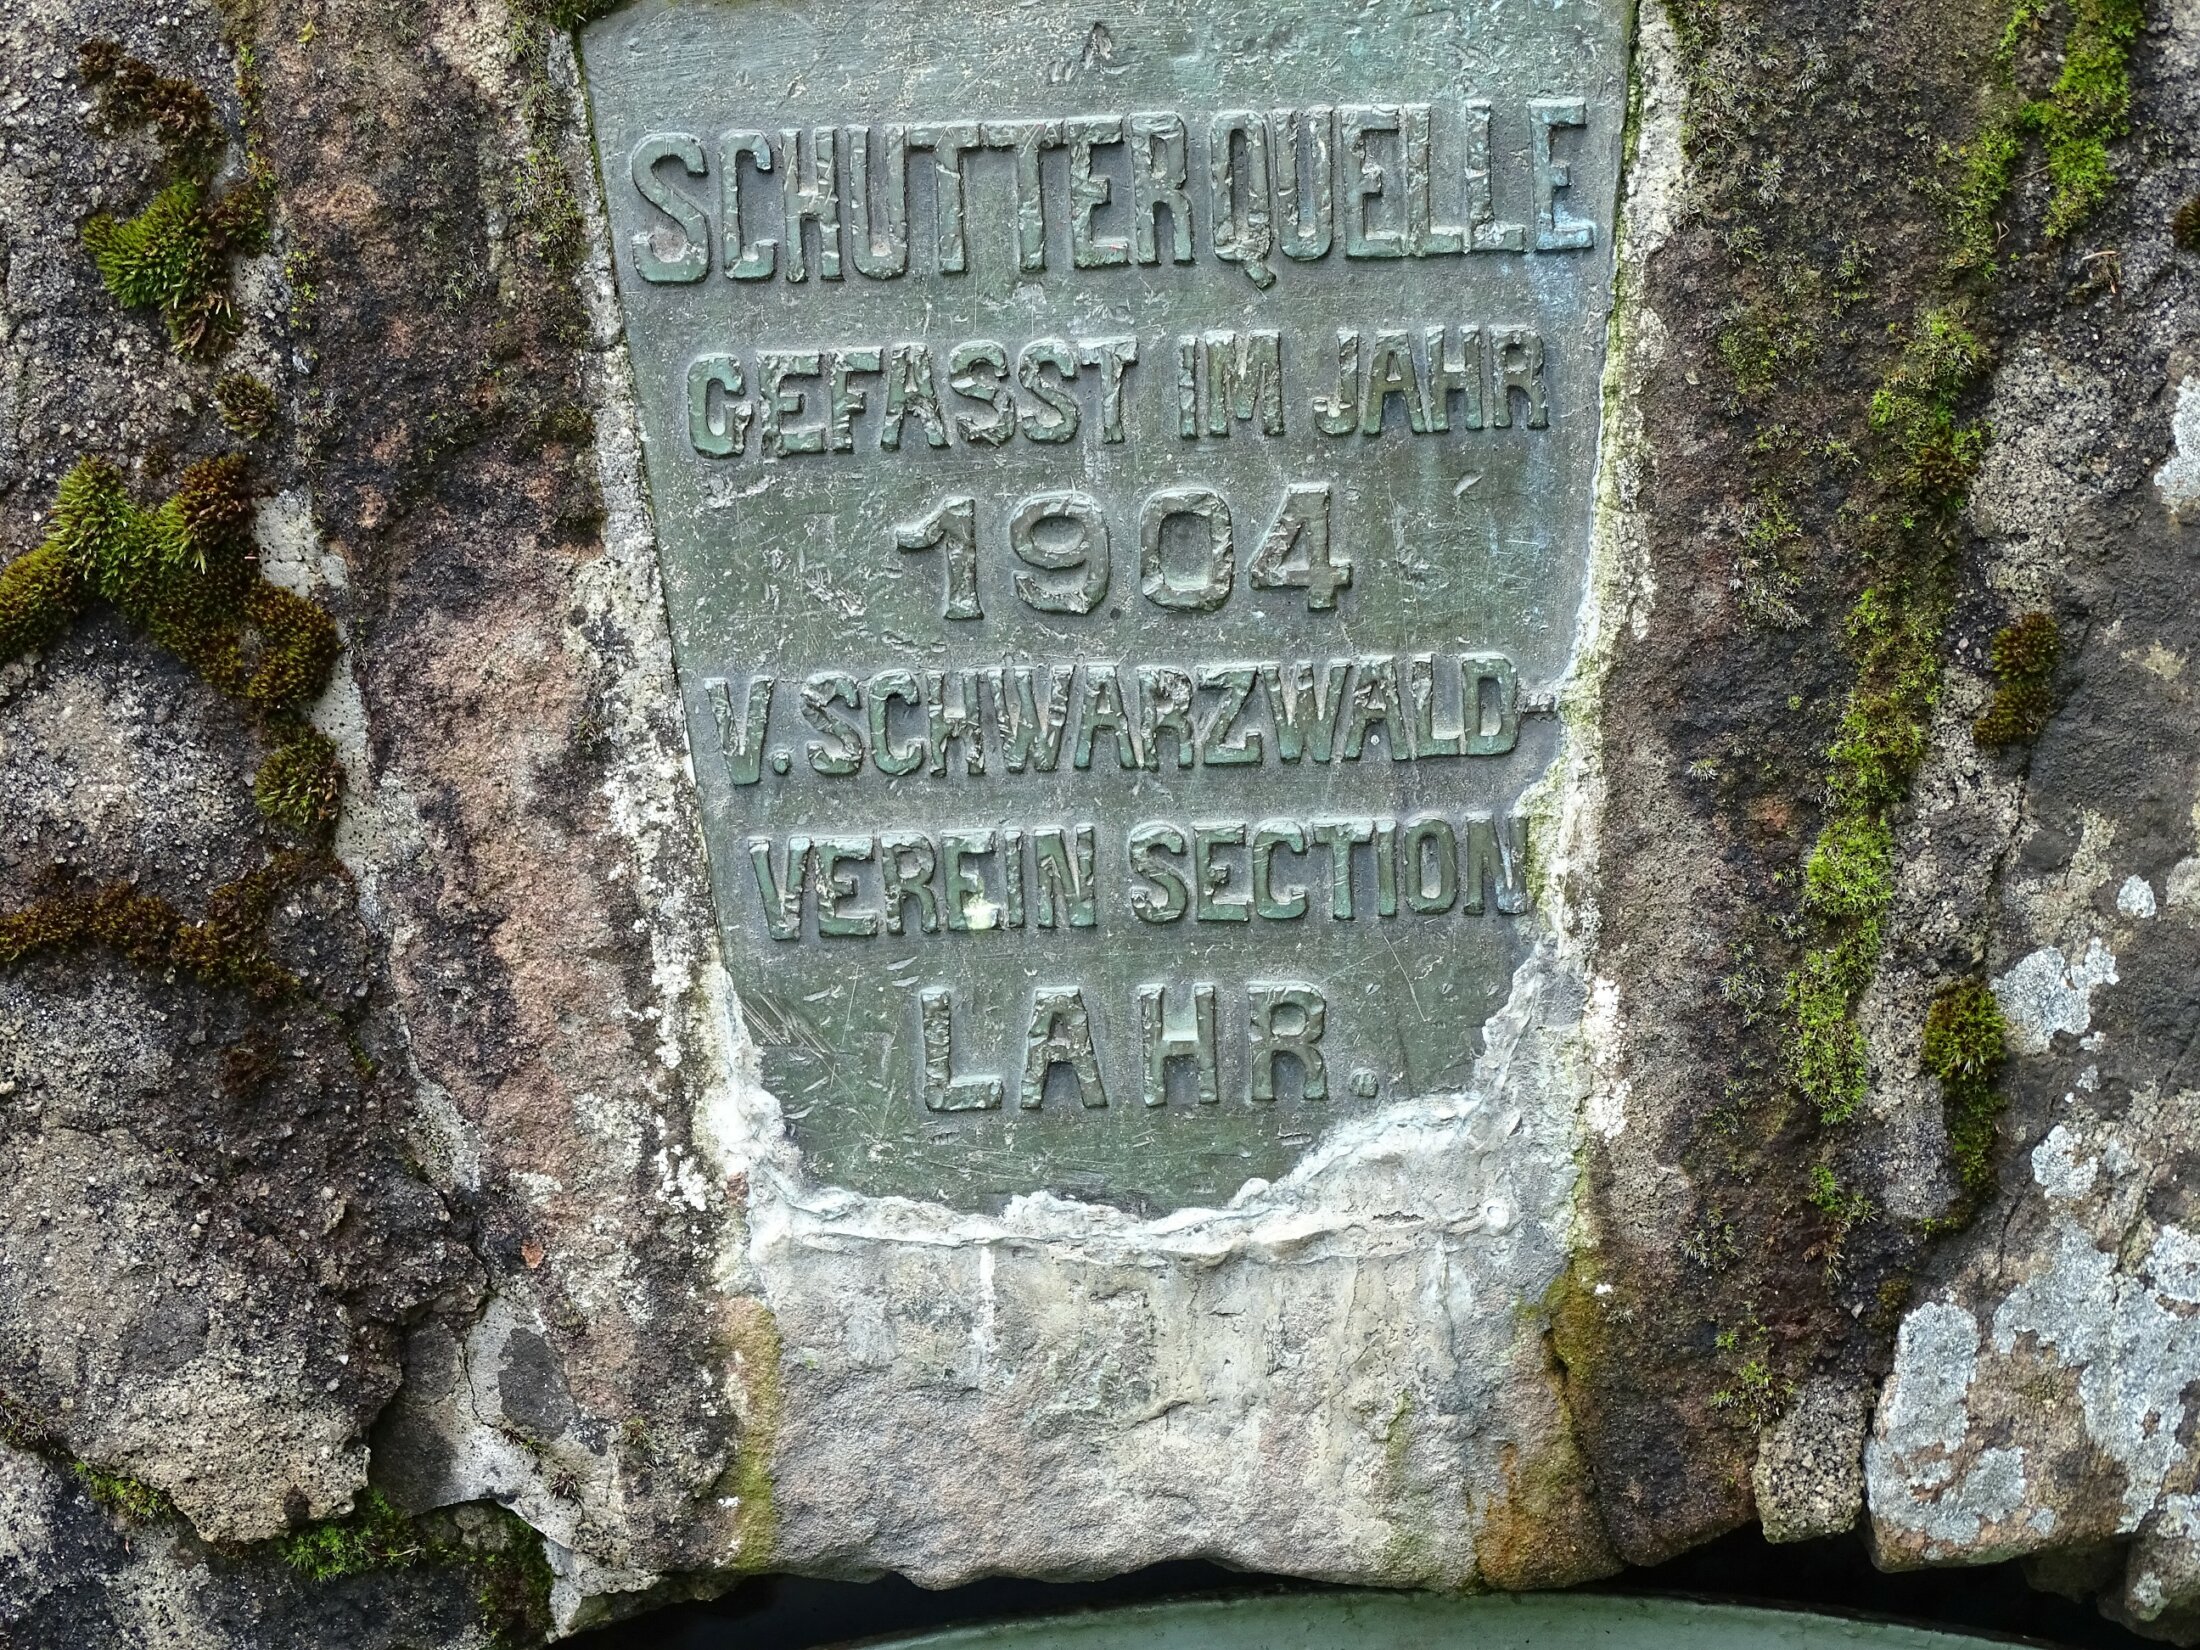 SCHUTTERQUELLE
GEFASST IM JAHR
1904
V. SCHWARZWALD-
VEREIN SECTION
LAHR.